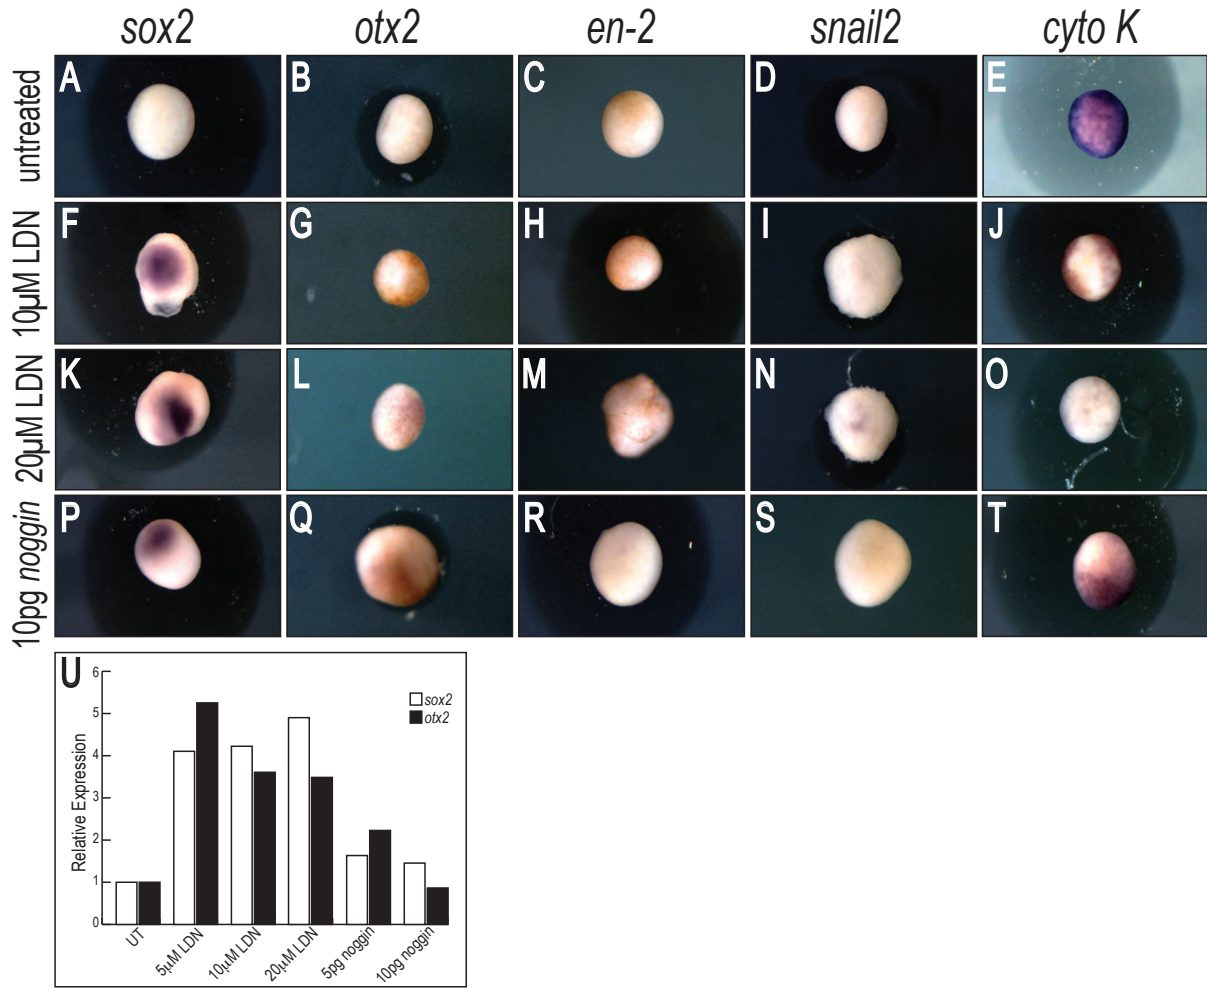 sox2 otx2 en-2 snail2 cyto K
untreated
A B C D E
10µM LDN
F G H I J
20µM LDN
K L M N O
10pg noggin
P Q R S T
U
Relative Expression
6
5
4
3
2
1
0
sox2
otx2
UT
5µM LDN
10µM LDN
20µM LDN
5pg noggin
10pg noggin